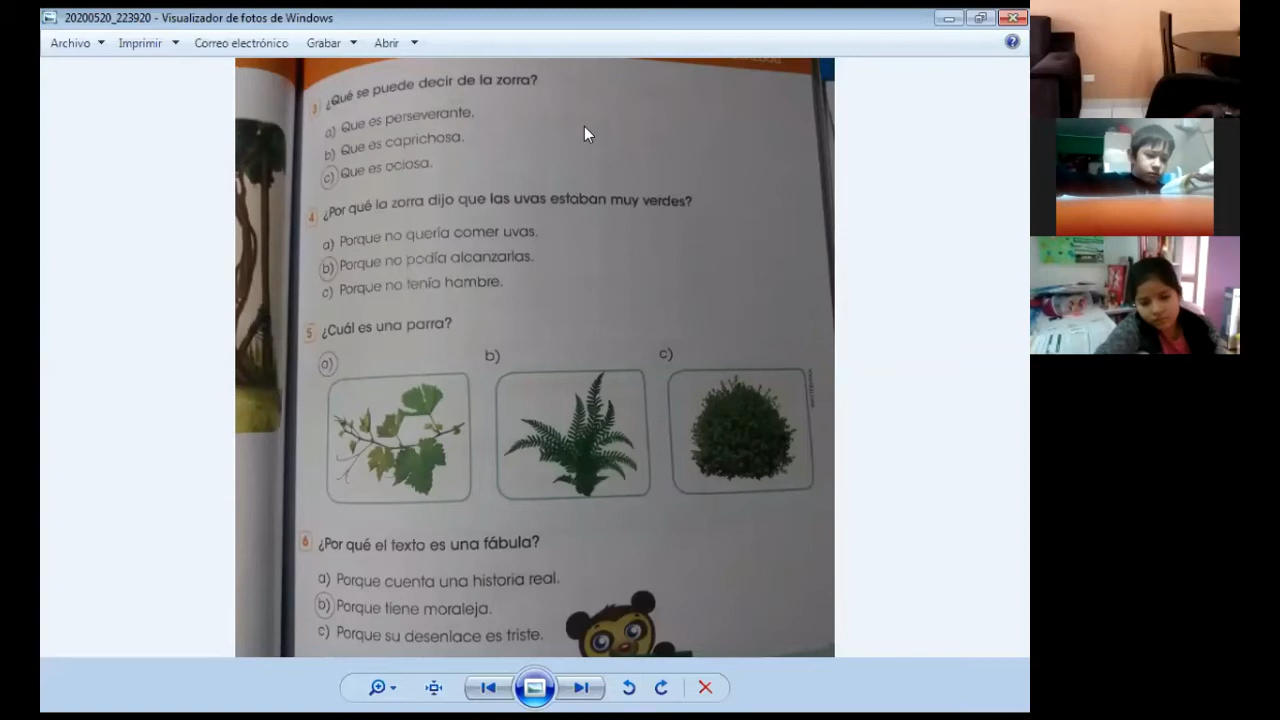 20200520_223920 - Visualizador de fotos de Windows
Archivo Imprimir Correo electrónico Grabar Abrir
3 ¿Qué se puede decir de la zorra?
a) Que es perseverante.
b) Que es caprichosa.
c) Que es ociosa.
4 ¿Por qué la zorra dijo que las uvas estaban muy verdes?
a) Porque no quería comer uvas.
b) Porque no podía alcanzarlas.
c) Porque no tenía hambre.
5 ¿Cuál es una parra?
a)
b)
c)
6 ¿Por qué el texto es una fábula?
a) Porque cuenta una historia real.
b) Porque tiene moraleja.
c) Porque su desenlace es triste.